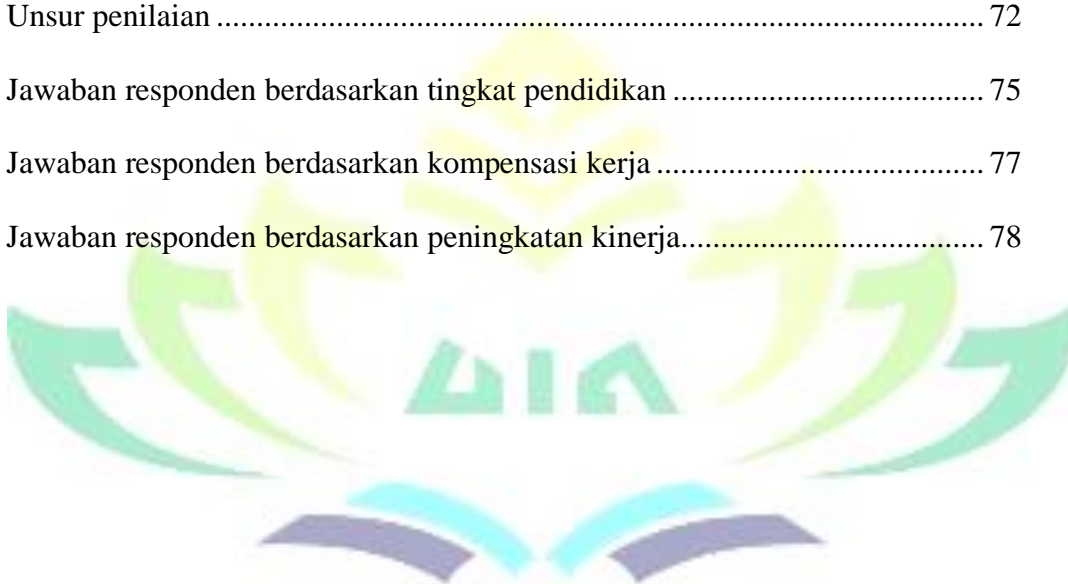 Unsur penilaian ............................................................................................... 72
Jawaban responden berdasarkan tingkat pendidikan ...................................... 75
Jawaban responden berdasarkan kompensasi kerja ........................................ 77
Jawaban responden berdasarkan peningkatan kinerja..................................... 78